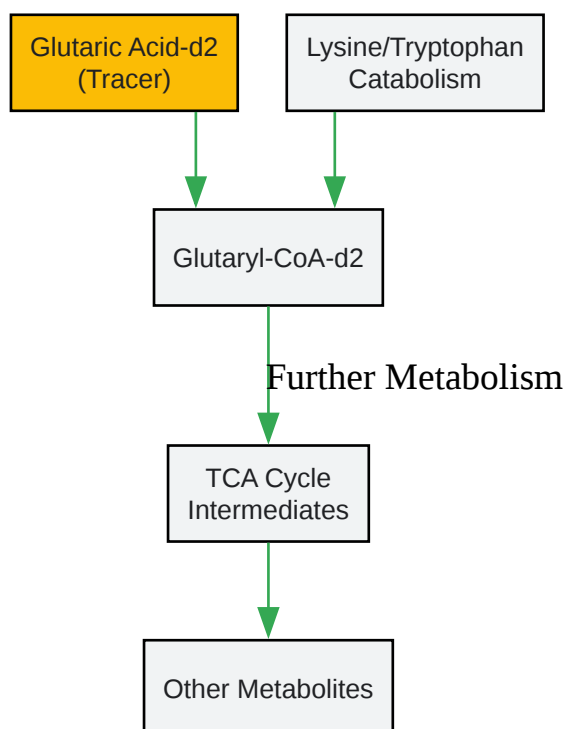 Glutaric Acid-d2
(Tracer)
Lysine/Tryptophan
Catabolism
Glutaryl-CoA-d2
Further Metabolism
TCA Cycle
Intermediates
Other Metabolites